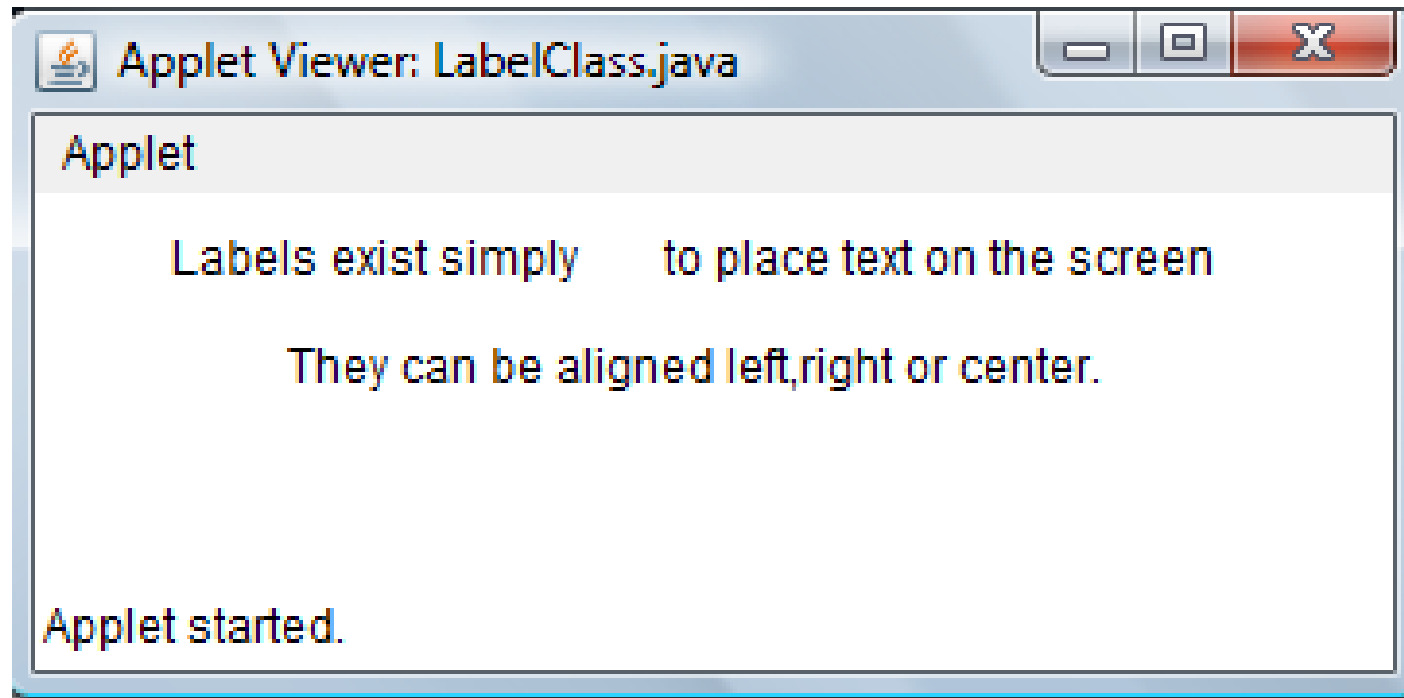 Applet Viewer: LabelClass.java
Applet
Labels exist simply to place text on the screen
They can be aligned left,right or center.
Applet started.